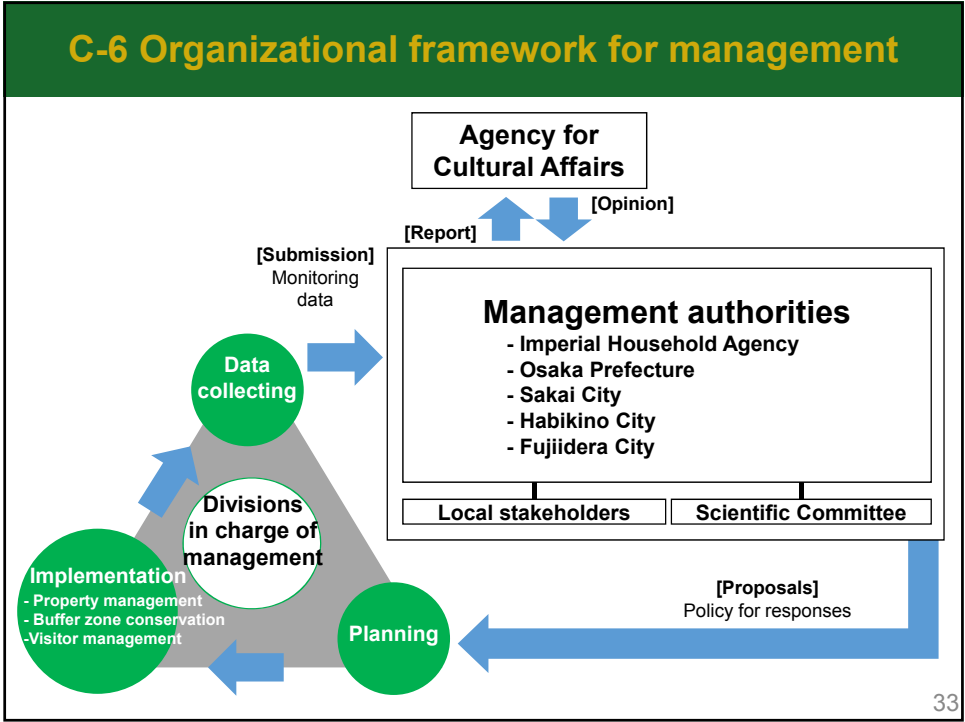 C-6 Organizational framework for management
Agency for
Cultural Affairs
[Opinion]
[Report]
[Submission]
Monitoring
data
Management authorities
- Imperial Household Agency
- Osaka Prefecture
- Sakai City
- Habikino City
- Fujiidera City
Local stakeholders
Scientific Committee
Data
collecting
Divisions
in charge of
management
Implementation
- Property management
- Buffer zone conservation
-Visitor management
Planning
[Proposals]
Policy for responses
33